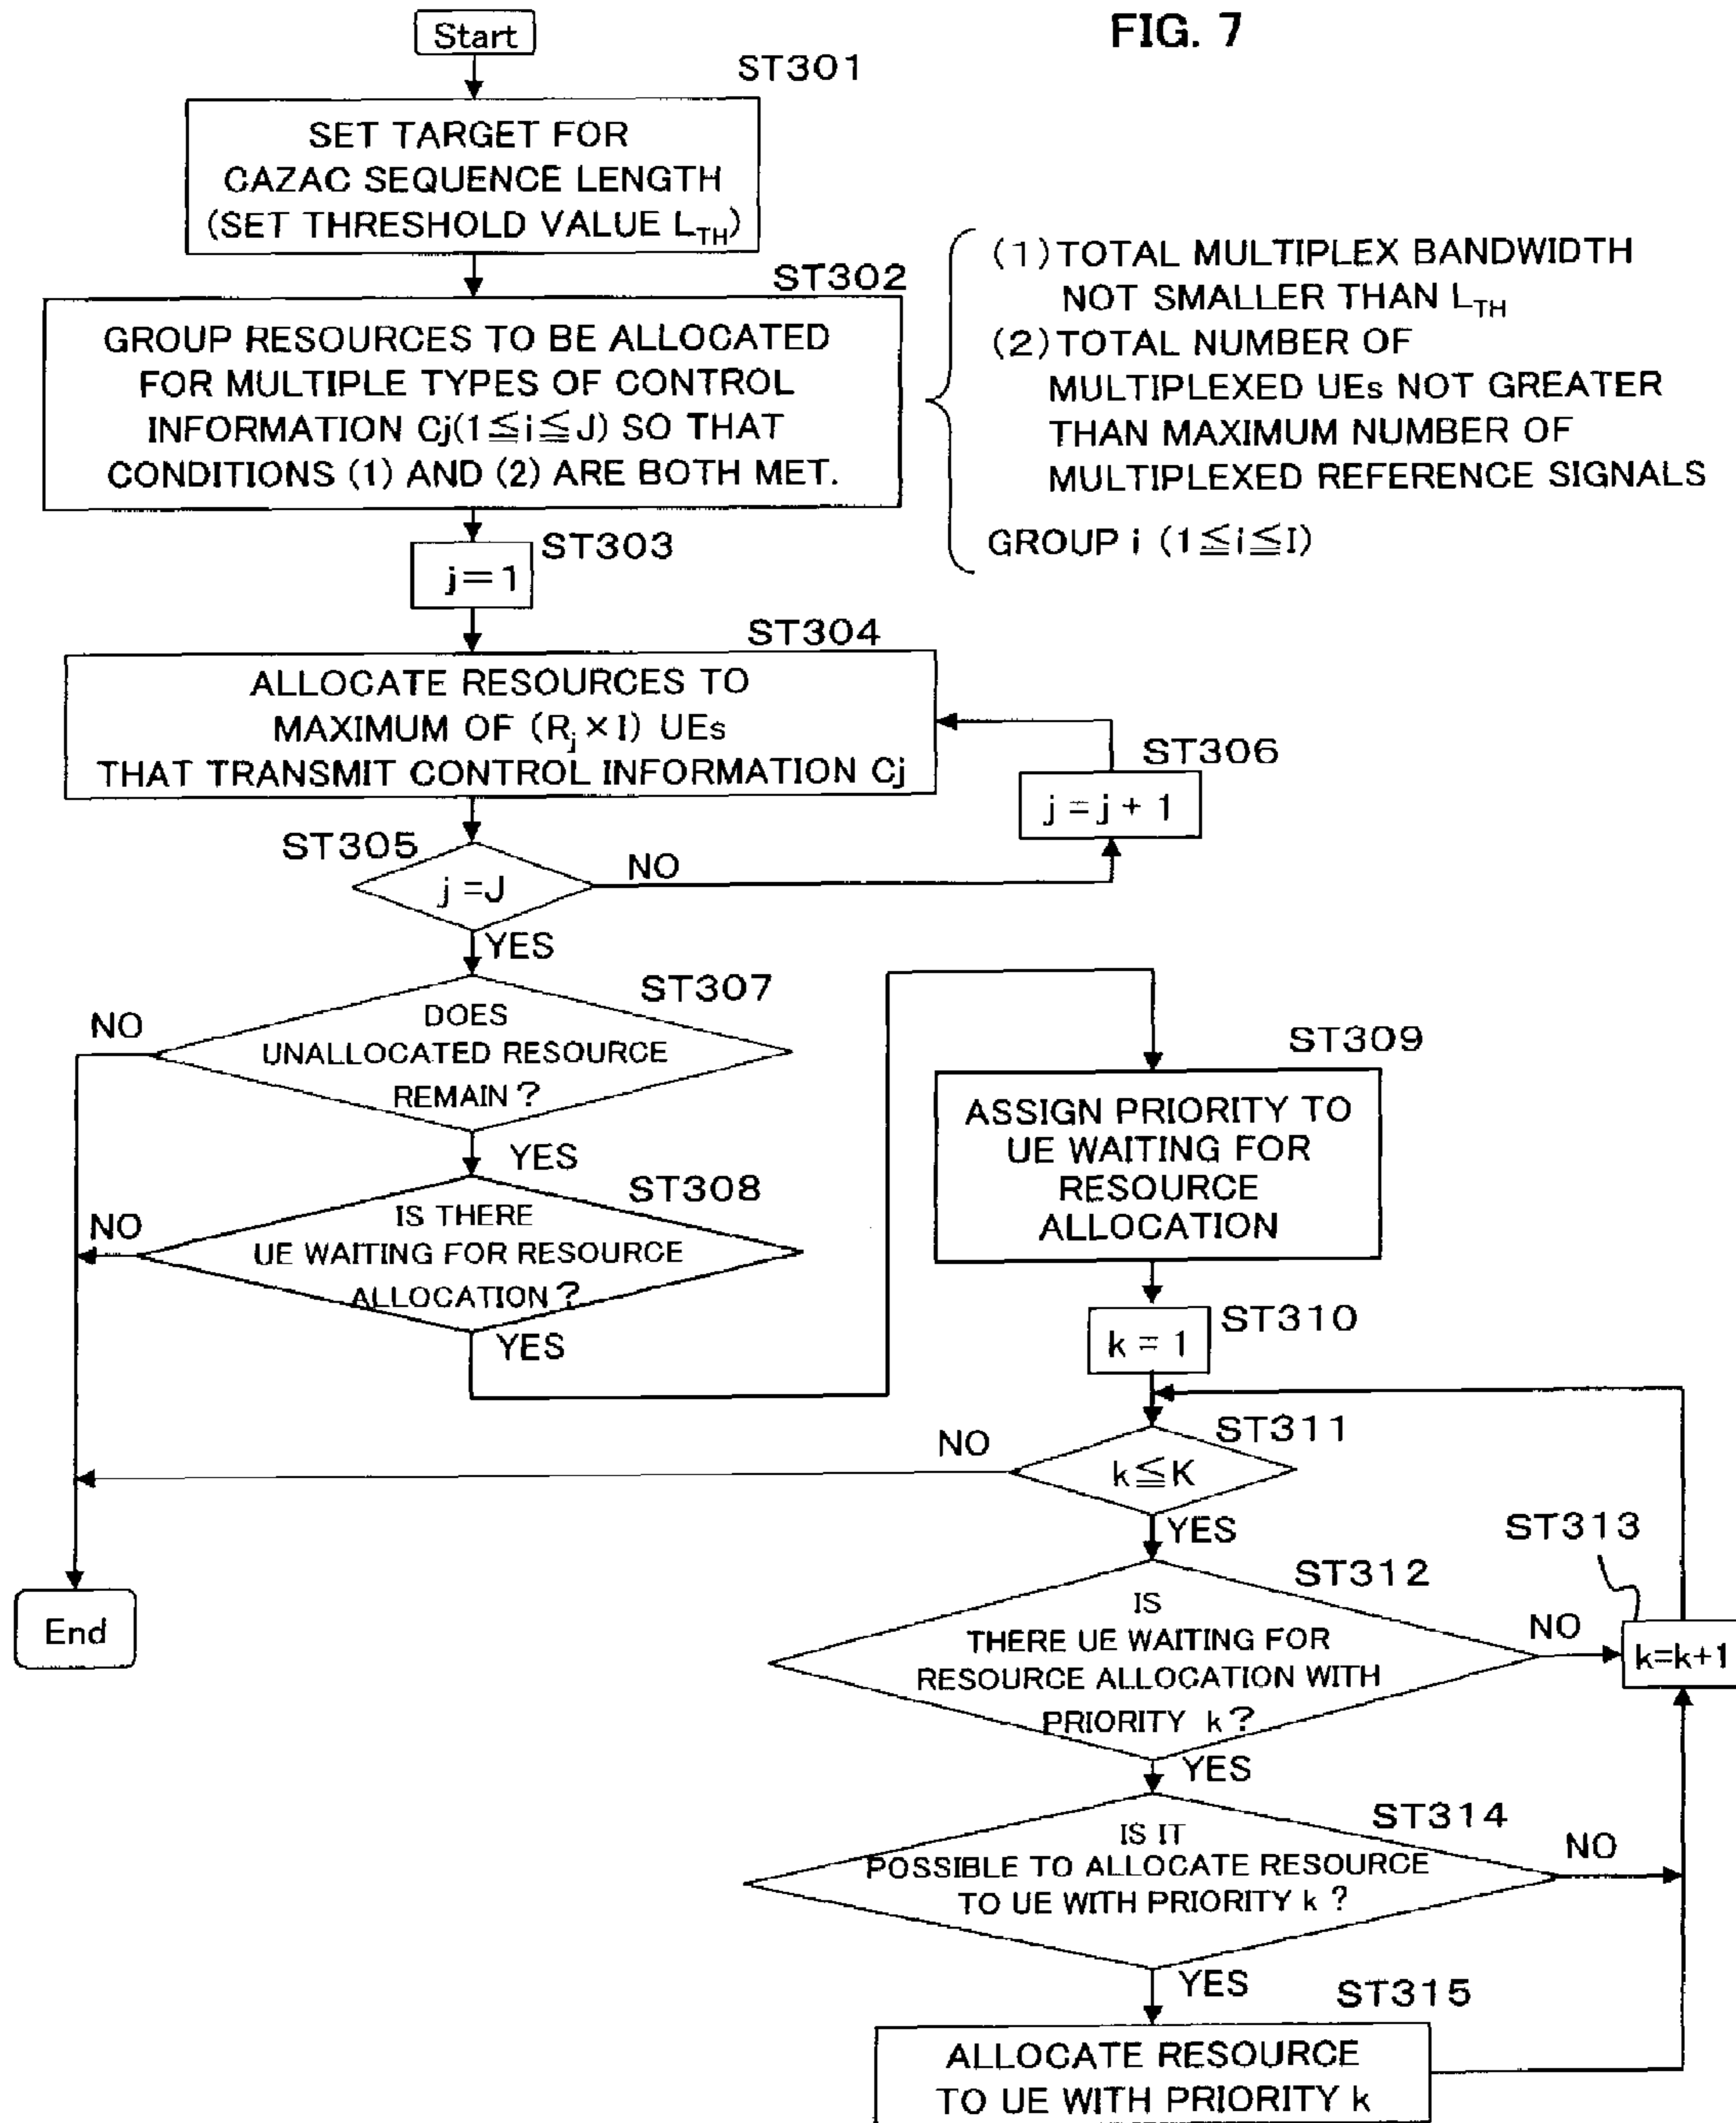 FIG. 7
Start
ST301
SET TARGET FOR
CAZAC SEQUENCE LENGTH
(SET THRESHOLD VALUE L_TH)
ST302
GROUP RESOURCES TO BE ALLOCATED
FOR MULTIPLE TYPES OF CONTROL
INFORMATION Cj(1≦i≦J) SO THAT
CONDITIONS (1) AND (2) ARE BOTH MET.
(1) TOTAL MULTIPLEX BANDWIDTH
NOT SMALLER THAN L_TH
(2) TOTAL NUMBER OF
MULTIPLEXED UEs NOT GREATER
THAN MAXIMUM NUMBER OF
MULTIPLEXED REFERENCE SIGNALS
GROUP i (1≦i≦I)
ST303
j=1
ST304
ALLOCATE RESOURCES TO
MAXIMUM OF (R_j × I) UEs
THAT TRANSMIT CONTROL INFORMATION Cj
ST306
j = j + 1
ST305
j =J
NO
YES
ST307
DOES
UNALLOCATED RESOURCE
REMAIN ?
NO
YES
ST308
IS THERE
UE WAITING FOR RESOURCE
ALLOCATION ?
NO
YES
ST309
ASSIGN PRIORITY TO
UE WAITING FOR
RESOURCE
ALLOCATION
ST310
k = 1
ST311
k≦K
NO
YES
ST312
IS
THERE UE WAITING FOR
RESOURCE ALLOCATION WITH
PRIORITY k ?
NO
YES
ST313
k=k+1
ST314
IS IT
POSSIBLE TO ALLOCATE RESOURCE
TO UE WITH PRIORITY k ?
NO
YES
ST315
ALLOCATE RESOURCE
TO UE WITH PRIORITY k
End